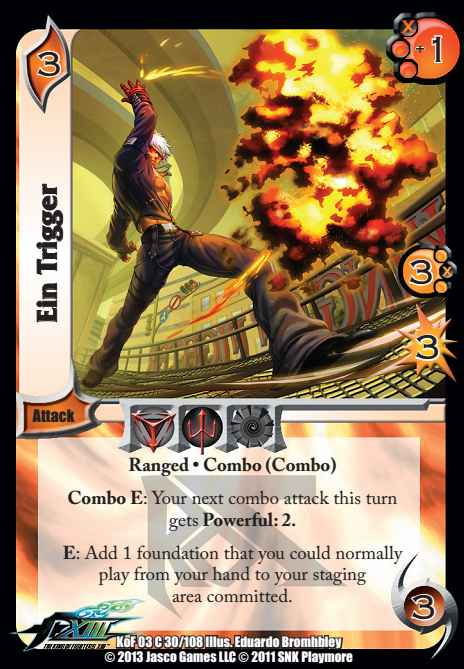 3
+1
Ein Trigger
3
3
Attack
Ranged • Combo (Combo)
Combo E: Your next combo attack this turn
gets Powerful: 2.
E: Add 1 foundation that you could normally
play from your hand to your staging
area committed.
3
XIII
KoF 03 C 30/108 Illus. Eduardo Bromhbley
© 2013 Jasco Games LLC © 2011 SNK Playmore